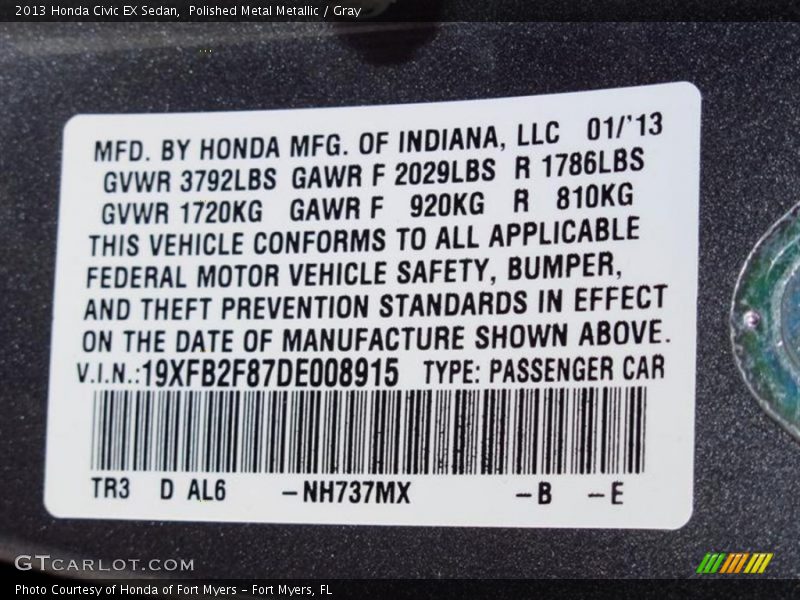 2013 Honda Civic EX Sedan, Polished Metal Metallic / Gray
MFD. BY HONDA MFG. OF INDIANA, LLC 01/'13
GVWR 3792LBS GAWR F 2029LBS R 1786LBS
GVWR 1720KG GAWR F 920KG R 810KG
THIS VEHICLE CONFORMS TO ALL APPLICABLE
FEDERAL MOTOR VEHICLE SAFETY, BUMPER,
AND THEFT PREVENTION STANDARDS IN EFFECT
ON THE DATE OF MANUFACTURE SHOWN ABOVE.
V.I.N.:19XFB2F87DE008915 TYPE: PASSENGER CAR
TR3 D AL6 -NH737MX -B -E
GTCARLOT.COM
Photo Courtesy of Honda of Fort Myers - Fort Myers, FL